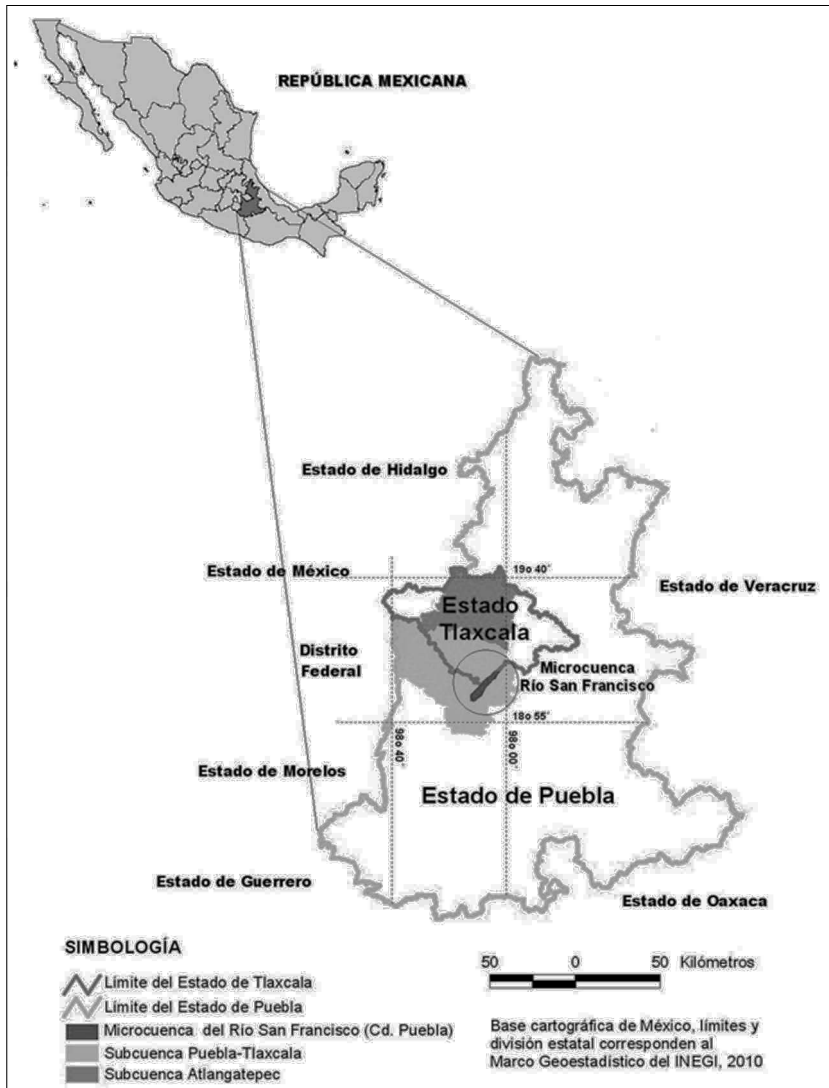 REPÚBLICA MEXICANA
Estado de Hidalgo
Estado de México
19o 40´
Estado de Veracruz
Estado
Tlaxcala
Distrito
Federal
Microcuenca
Río San Francisco
18o 55´
98o 40´
98o 00´
Estado de Morelos
Estado de Puebla
Estado de Guerrero
Estado de Oaxaca
SIMBOLOGÍA
Límite del Estado de Tlaxcala
Límite del Estado de Puebla
Microcuenca del Río San Francisco (Cd. Puebla)
Subcuenca Puebla-Tlaxcala
Subcuenca Atlangatepec
50 0 50 Kilómetros
Base cartográfica de México, límites y
división estatal corresponden al
Marco Geoestadístico del INEGI, 2010